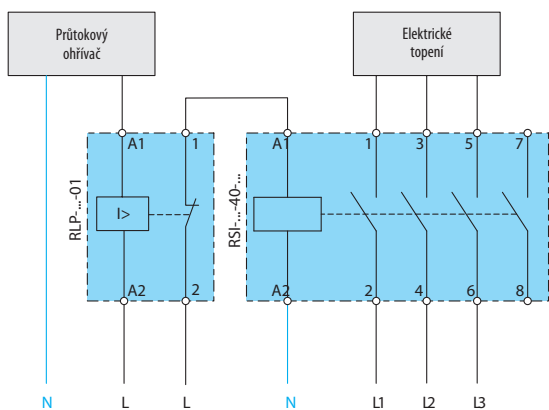 Průtokový
ohřívač
Elektrické
topení
A1 1 A1 1 3 5 7
RLP-...-01
I>
RSI-...-40-...
A2 2 A2 2 4 6 8
N L L N L1 L2 L3